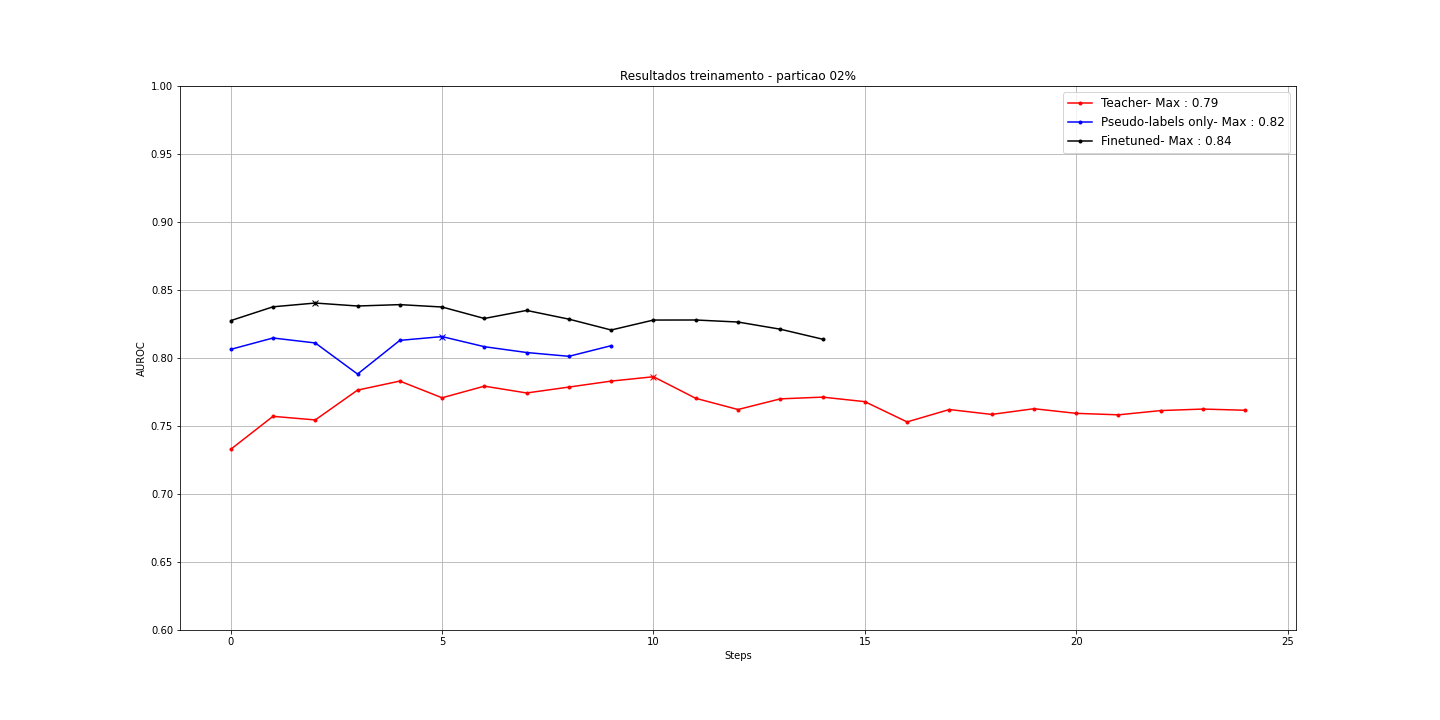 Resultados treinamento - particao 02%
1.00
0.95
0.90
0.85
0.80
0.75
0.70
0.65
0.60
AUROC
Teacher- Max : 0.79
Pseudo-labels only- Max : 0.82
Finetuned- Max : 0.84
0 5 10 15 20 25
Steps